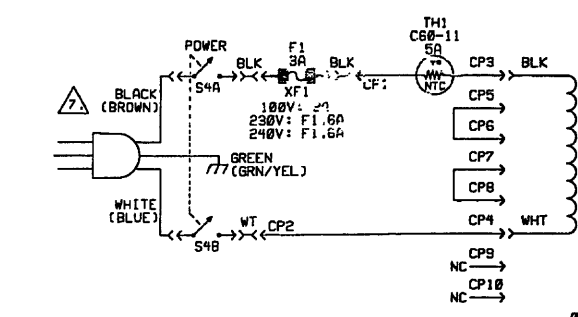 TH1
C60-11
5A
POWER
F1
3A
BLK
BLK
CP3
BLK
NTC
S4A
XF1
CP1
7.
BLACK
(BROWN)
100V:
230V: F1.6A
240V: F1.6A
CP5
CP6
GREEN
(GRN/YEL)
CP7
CP8
WHITE
(BLUE)
WT
CP2
CP4
WHT
S4B
CP9
NC
CP10
NC